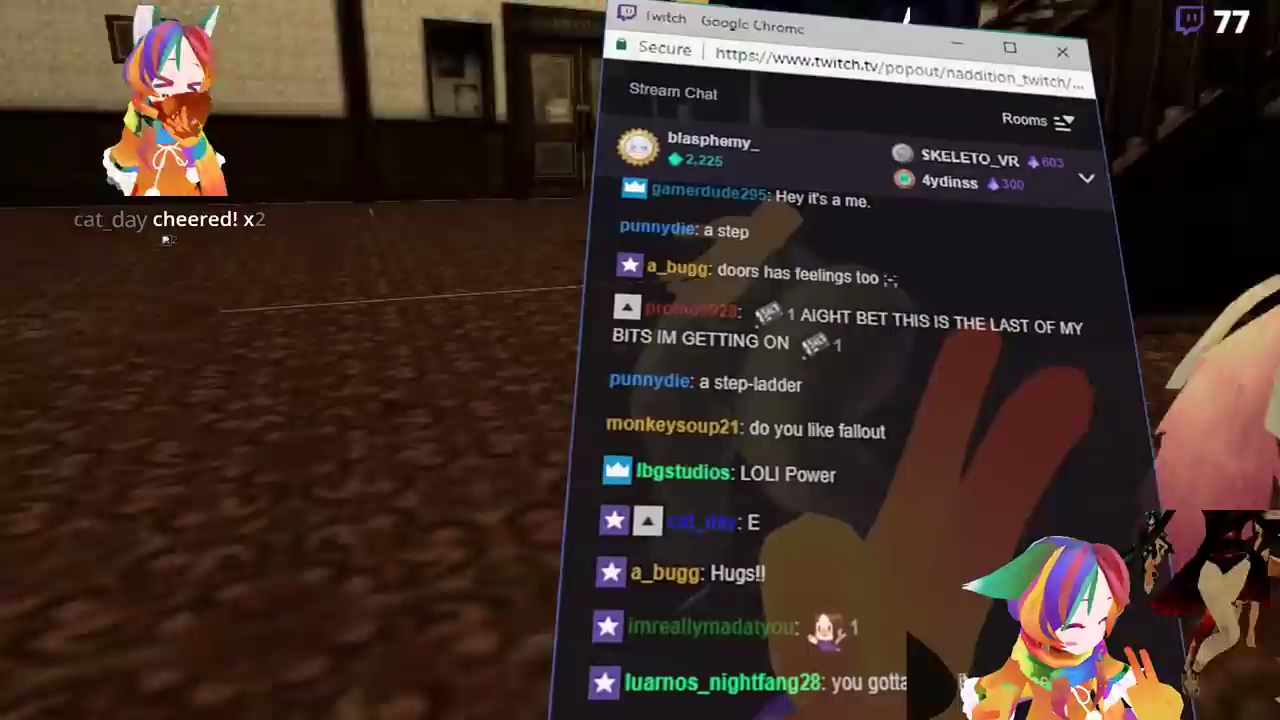 77
Twitch - Google Chrome
Secure | https://www.twitch.tv/popout/naddition_twitch/...
Stream Chat
Rooms
blasphemy_
2,225
SKELETO_VR 603
4ydinss 300
cat_day cheered! x2
gamerdude295: Hey it's a me.
punnydie: a step
a_bugg: doors has feelings too ;-;
1 AIGHT BET THIS IS THE LAST OF MY
BITS IM GETTING ON 1
punnydie: a step-ladder
monkeysoup21: do you like fallout
lbgstudios: LOLI Power
cat_day: E
a_bugg: Hugs!!
imreallymadatyou: 1
luarnos_nightfang28: you gotta